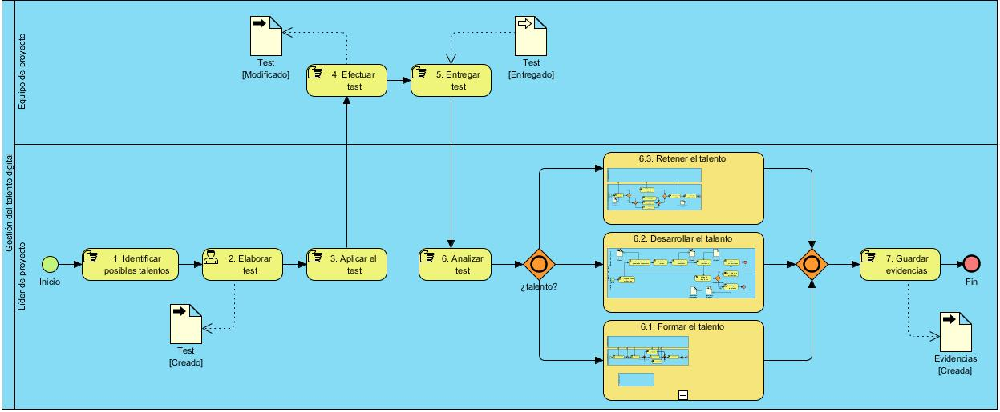 Gestión del talento digital
Equipo de proyecto
Test
[Modificado]
4. Efectuar
test
5. Entregar
test
Test
[Entregado]
Líder de proyecto
Inicio
1. Identificar
posibles talentos
2. Elaborar
test
Test
[Creado]
3. Aplicar el
test
6. Analizar
test
¿talento?
6.3. Retener el talento
6.2. Desarrollar el talento
6.1. Formar el talento
7. Guardar
evidencias
Evidencias
[Creada]
Fin